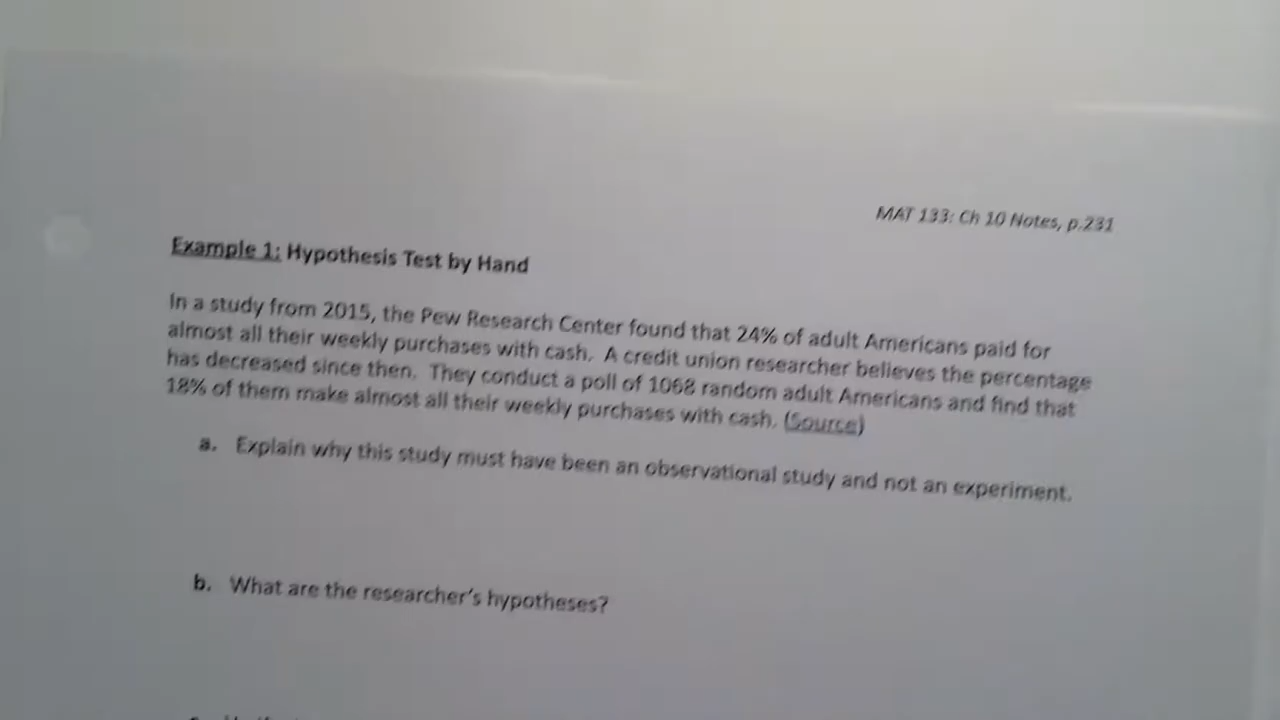 MAT 133: Ch 10 Notes, p.231
Example 1: Hypothesis Test by Hand
In a study from 2015, the Pew Research Center found that 24% of adult Americans paid for
almost all their weekly purchases with cash. A credit union researcher believes the percentage
has decreased since then. They conduct a poll of 1068 random adult Americans and find that
18% of them make almost all their weekly purchases with cash. (Source)
a. Explain why this study must have been an observational study and not an experiment.
b. What are the researcher's hypotheses?